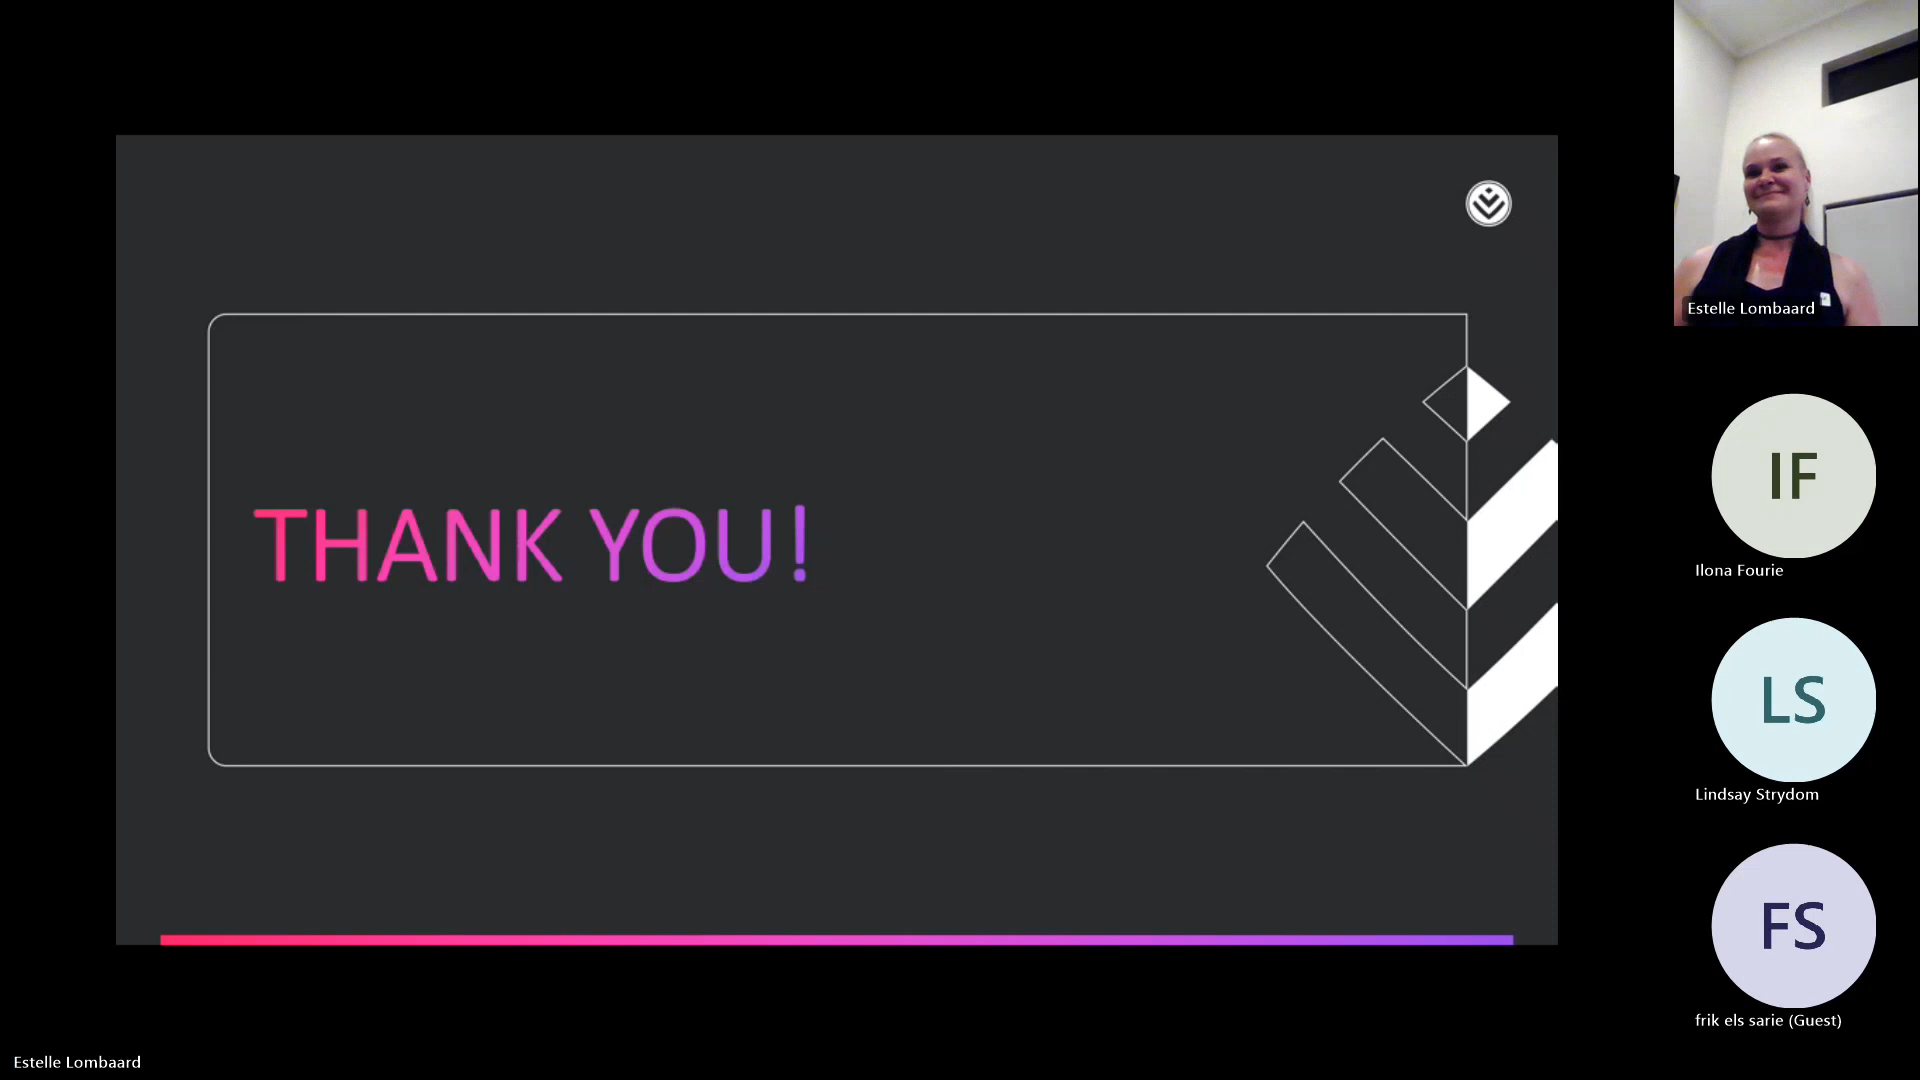 THANK YOU!
Estelle Lombaard
IF
Ilona Fourie
LS
Lindsay Strydom
FS
frik els sarie (Guest)
Estelle Lombaard